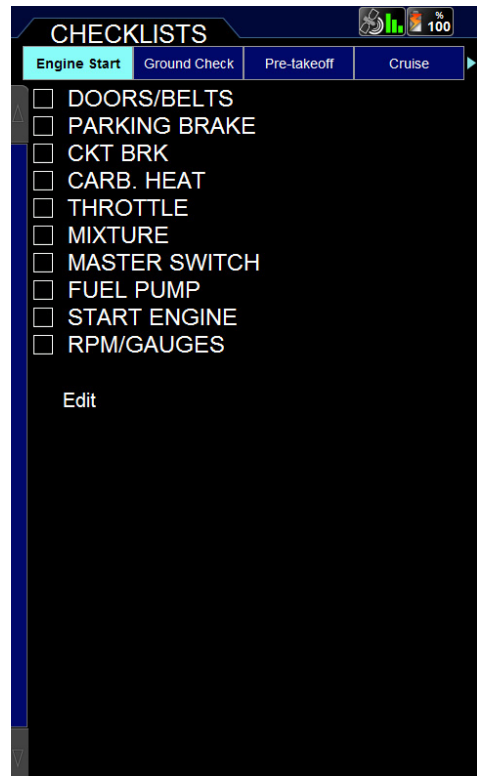 CHECKLISTS
%
100
Engine Start Ground Check Pre-takeoff Cruise
DOORS/BELTS
PARKING BRAKE
CKT BRK
CARB. HEAT
THROTTLE
MIXTURE
MASTER SWITCH
FUEL PUMP
START ENGINE
RPM/GAUGES
Edit